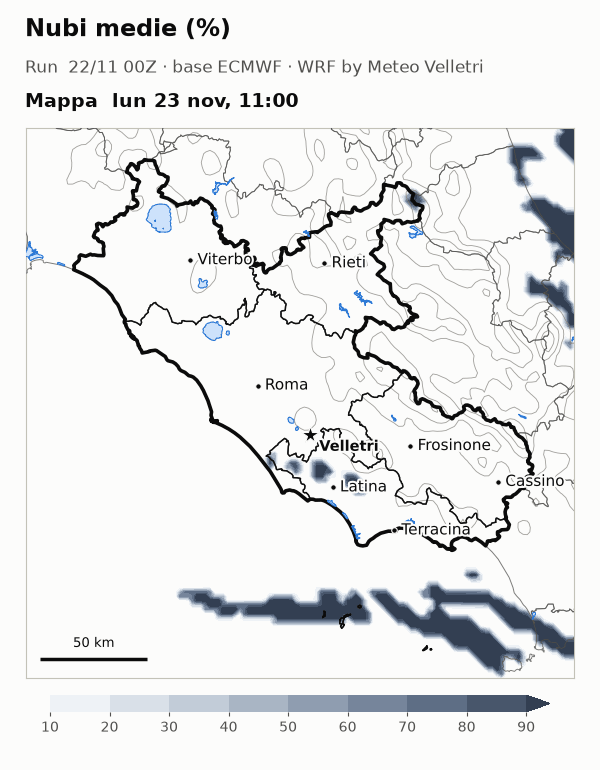 Nubi medie (%)
Run  22/11 00Z · base ECMWF · WRF by Meteo Velletri
Mappa  lun 23 nov, 11:00
Viterbo
Rieti
Roma
Velletri
Frosinone
Latina
Cassino
Terracina
50 km
10 20 30 40 50 60 70 80 90